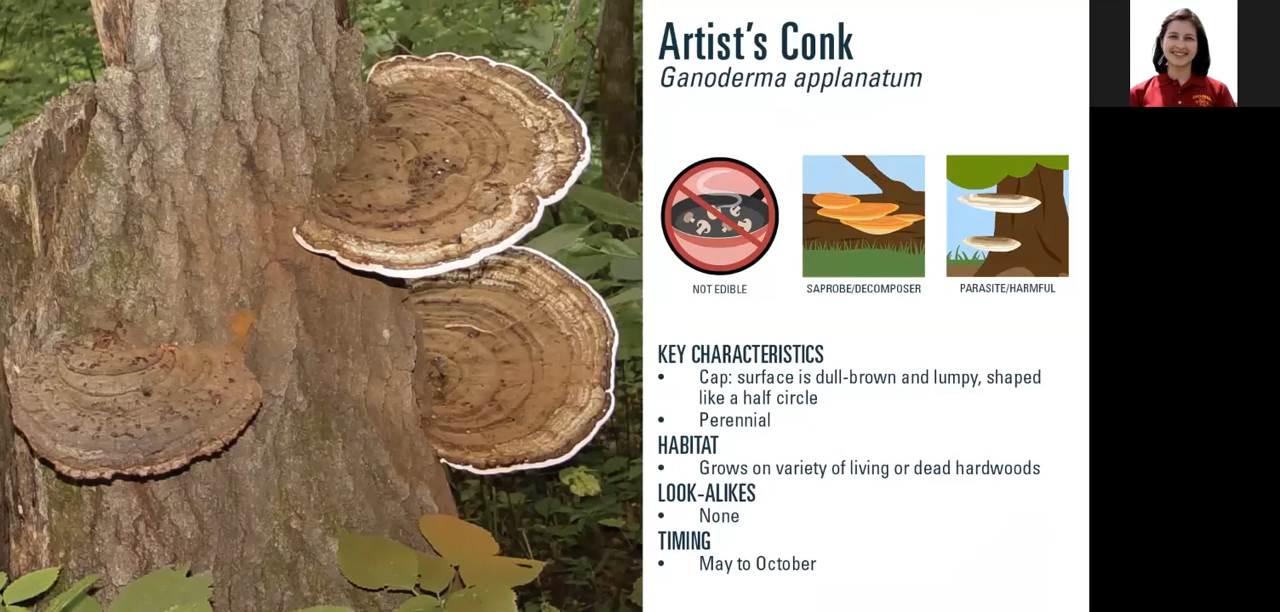 Artist's Conk
Ganoderma applanatum
NOT EDIBLE
SAPROBE/DECOMPOSER
PARASITE/HARMFUL
KEY CHARACTERISTICS
• Cap: surface is dull-brown and lumpy, shaped
like a half circle
• Perennial
HABITAT
• Grows on variety of living or dead hardwoods
LOOK-ALIKES
• None
TIMING
• May to October